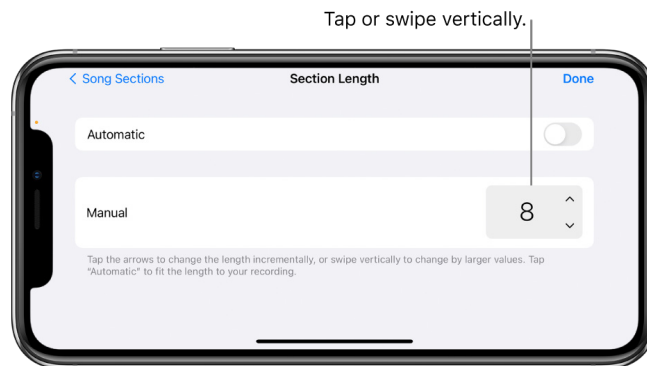 Tap or swipe vertically.
Song Sections
Section Length
Done
Automatic
Manual
8
Tap the arrows to change the length incrementally, or swipe vertically to change by larger values. Tap
"Automatic" to fit the length to your recording.